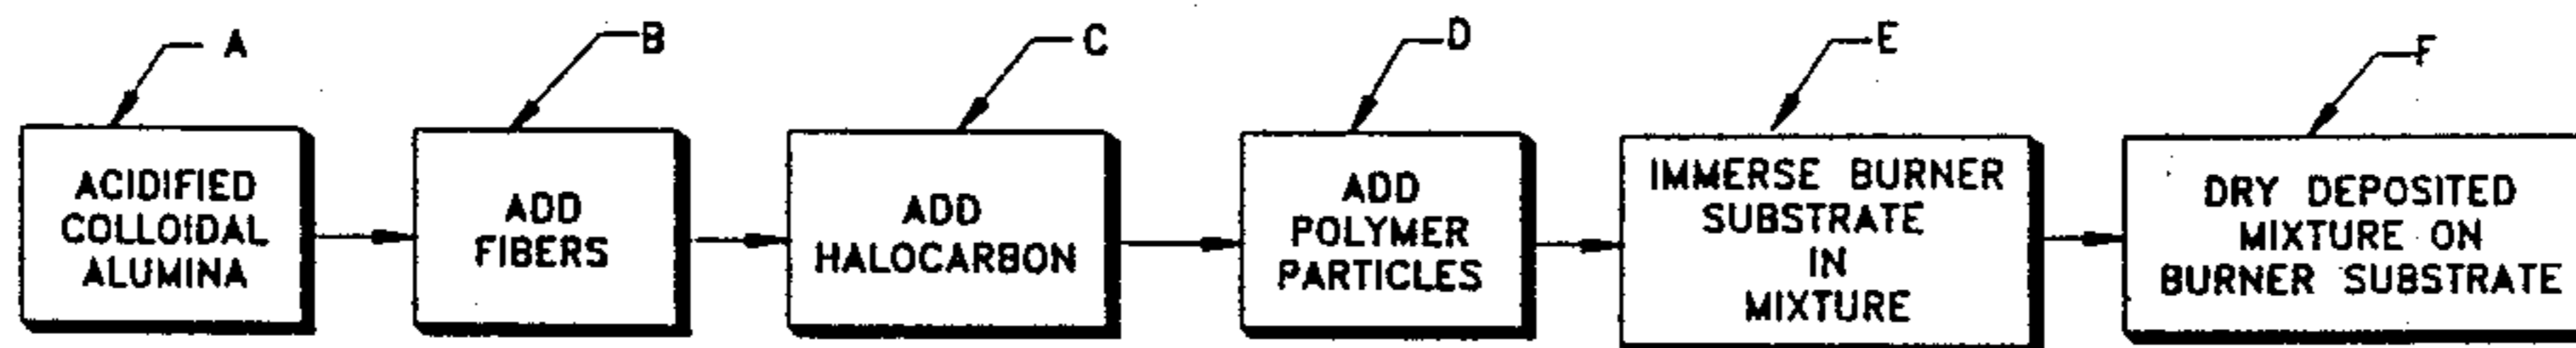 A
B
C
D
E
F
ACIDIFIED
COLLOIDAL
ALUMINA
ADD
FIBERS
ADD
HALOCARBON
ADD
POLYMER
PARTICLES
IMMERSE BURNER
SUBSTRATE
IN
MIXTURE
DRY DEPOSITED
MIXTURE ON
BURNER SUBSTRATE